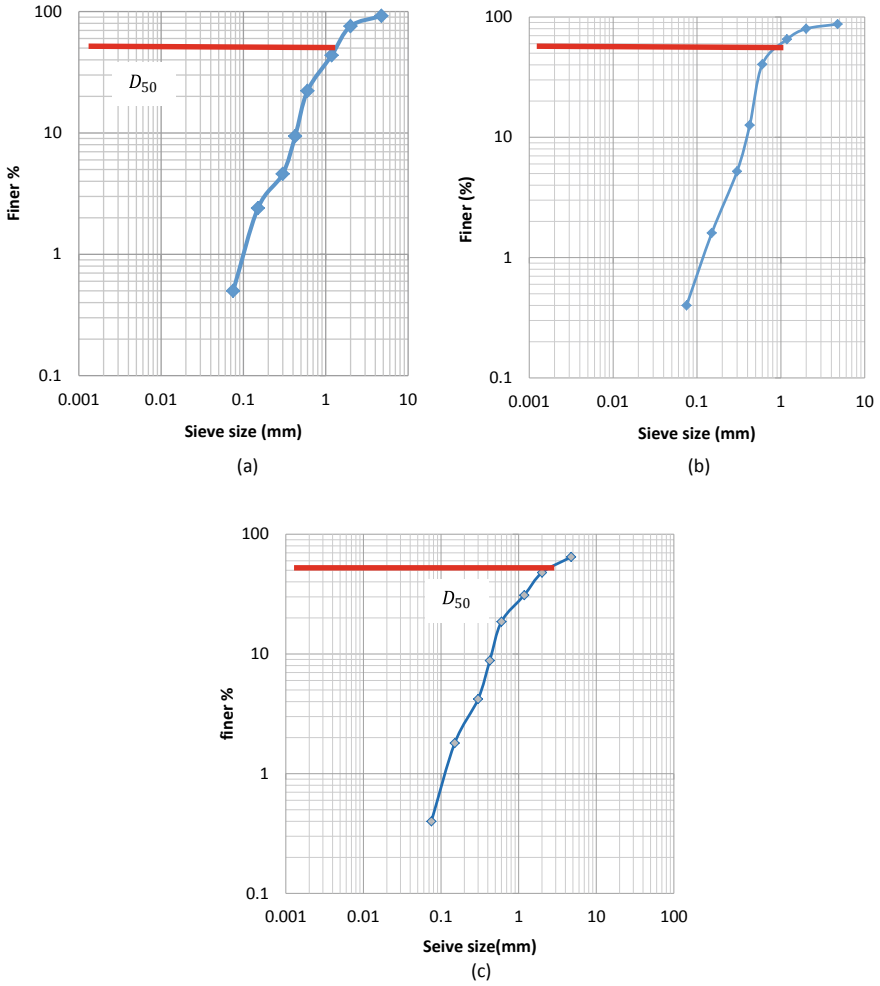 100
10
1
0.1
Finer %
D₅₀
0.001 0.01 0.1 1 10
Sieve size (mm)
(a)
100
10
1
0.1
Finer (%)
0.001 0.01 0.1 1 10
Sieve size (mm)
(b)
100
10
1
0.1
finer %
D₅₀
0.001 0.01 0.1 1 10 100
Seive size(mm)
(c)